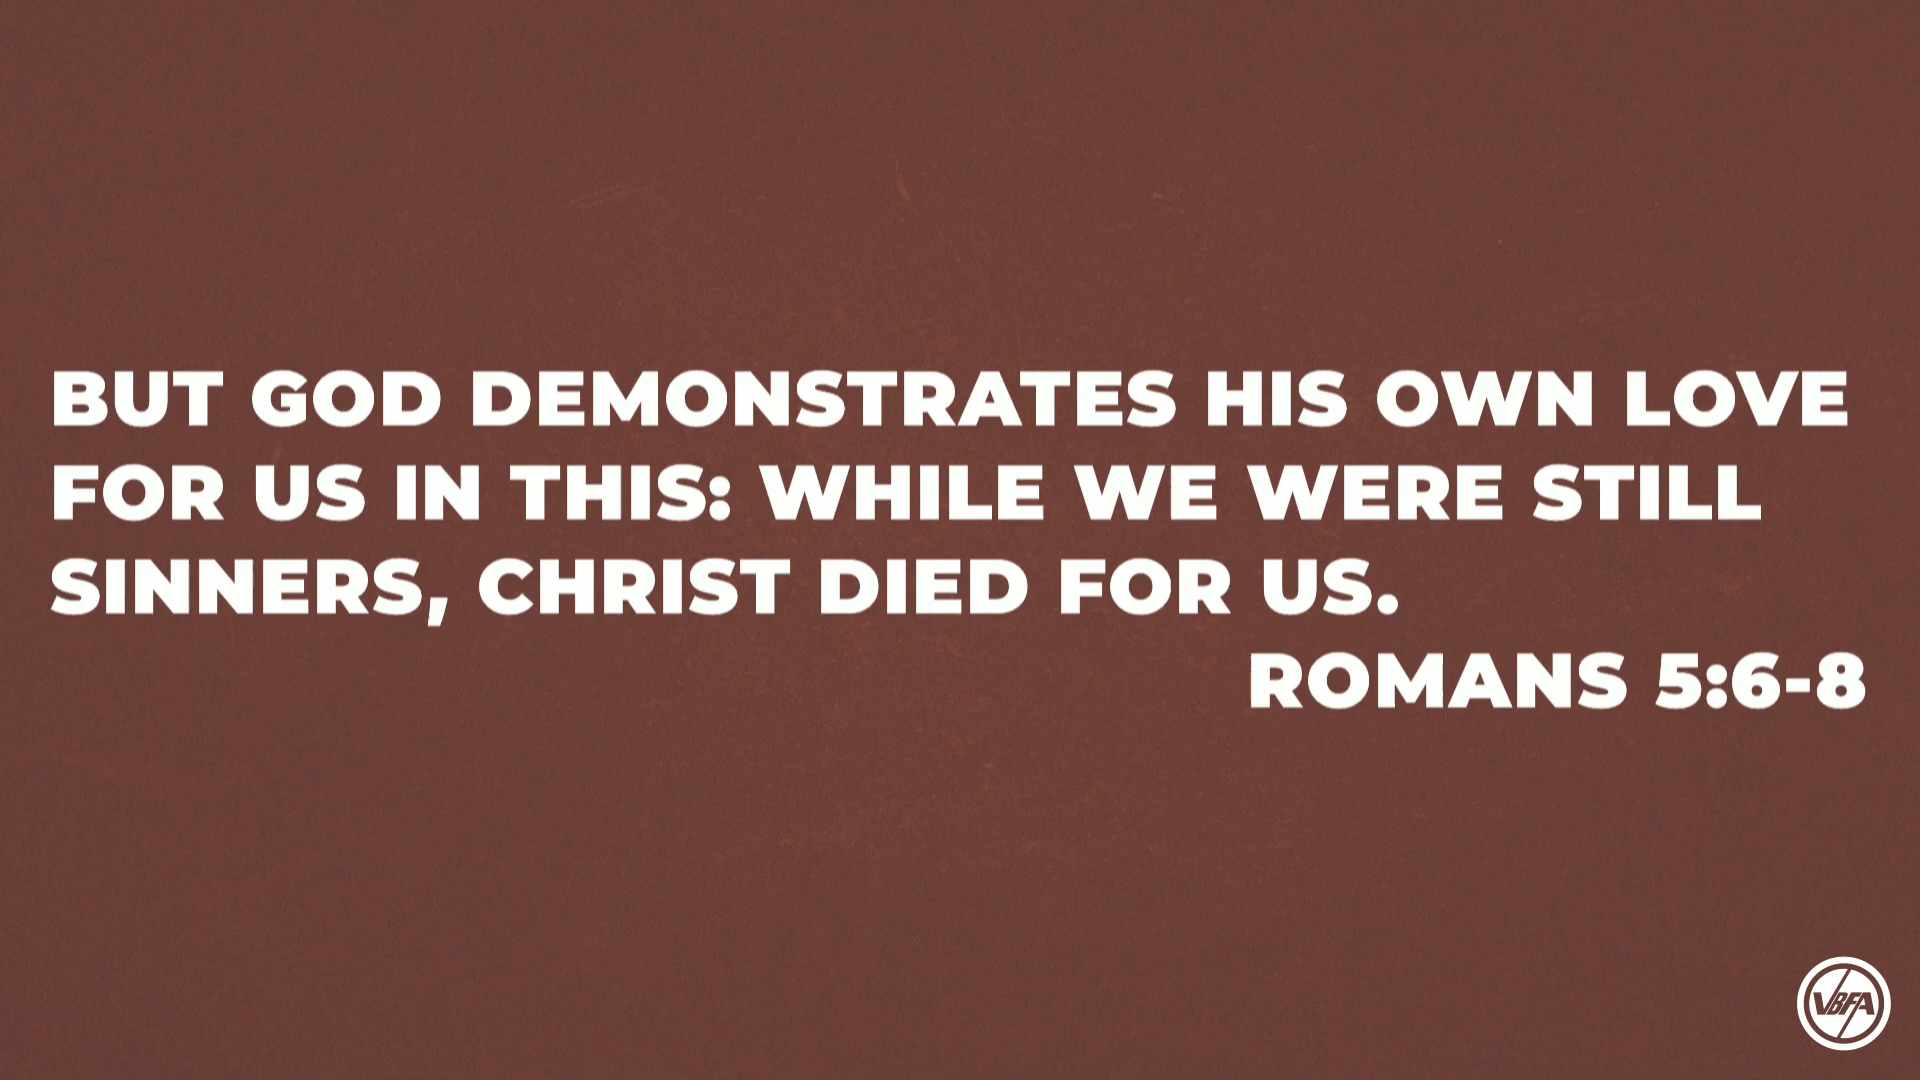 BUT GOD DEMONSTRATES HIS OWN LOVE
FOR US IN THIS: WHILE WE WERE STILL
SINNERS, CHRIST DIED FOR US.
ROMANS 5:6-8
VBFA